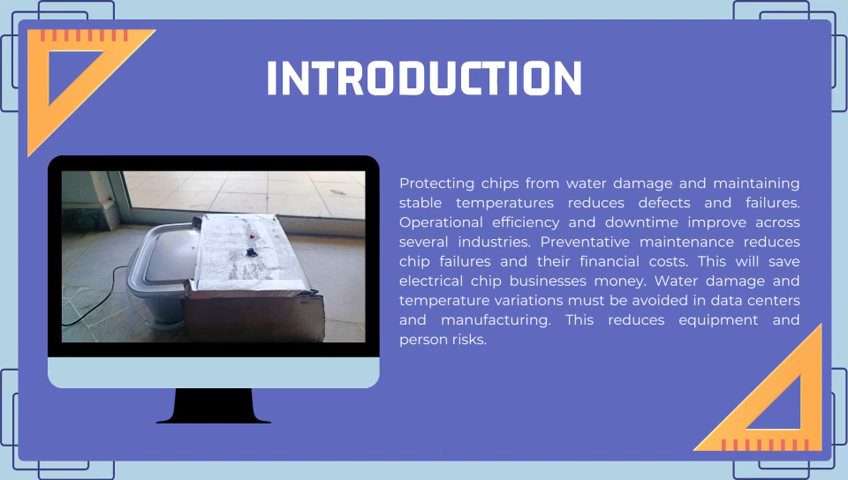 INTRODUCTION
Protecting chips from water damage and maintaining
stable temperatures reduces defects and failures.
Operational efficiency and downtime improve across
several industries. Preventative maintenance reduces
chip failures and their financial costs. This will save
electrical chip businesses money. Water damage and
temperature variations must be avoided in data centers
and manufacturing. This reduces equipment and
person risks.